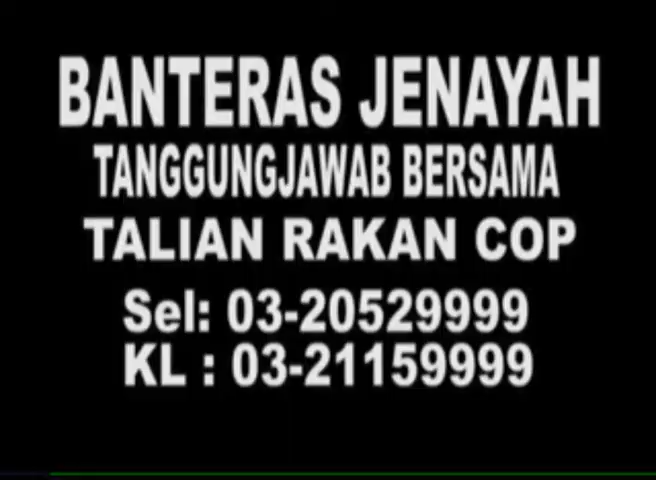 BANTERAS JENAYAH
TANGGUNGJAWAB BERSAMA
TALIAN RAKAN COP
Sel: 03-20529999
KL : 03-21159999